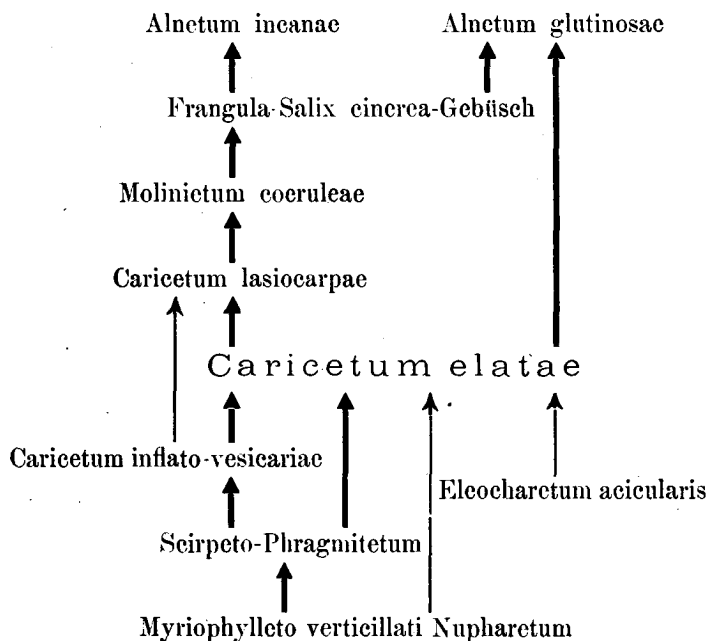 Alnetum incanae Alnetum glutinosae
Frangula-Salix cinerea-Gebüsch
Molinietum coeruleae
Caricetum lasiocarpae
Caricetum elatae
Caricetum inflato-vesicariae
Eleocharetum acicularis
Scirpeto-Phragmitetum
Myriophylleto verticillati Nupharetum